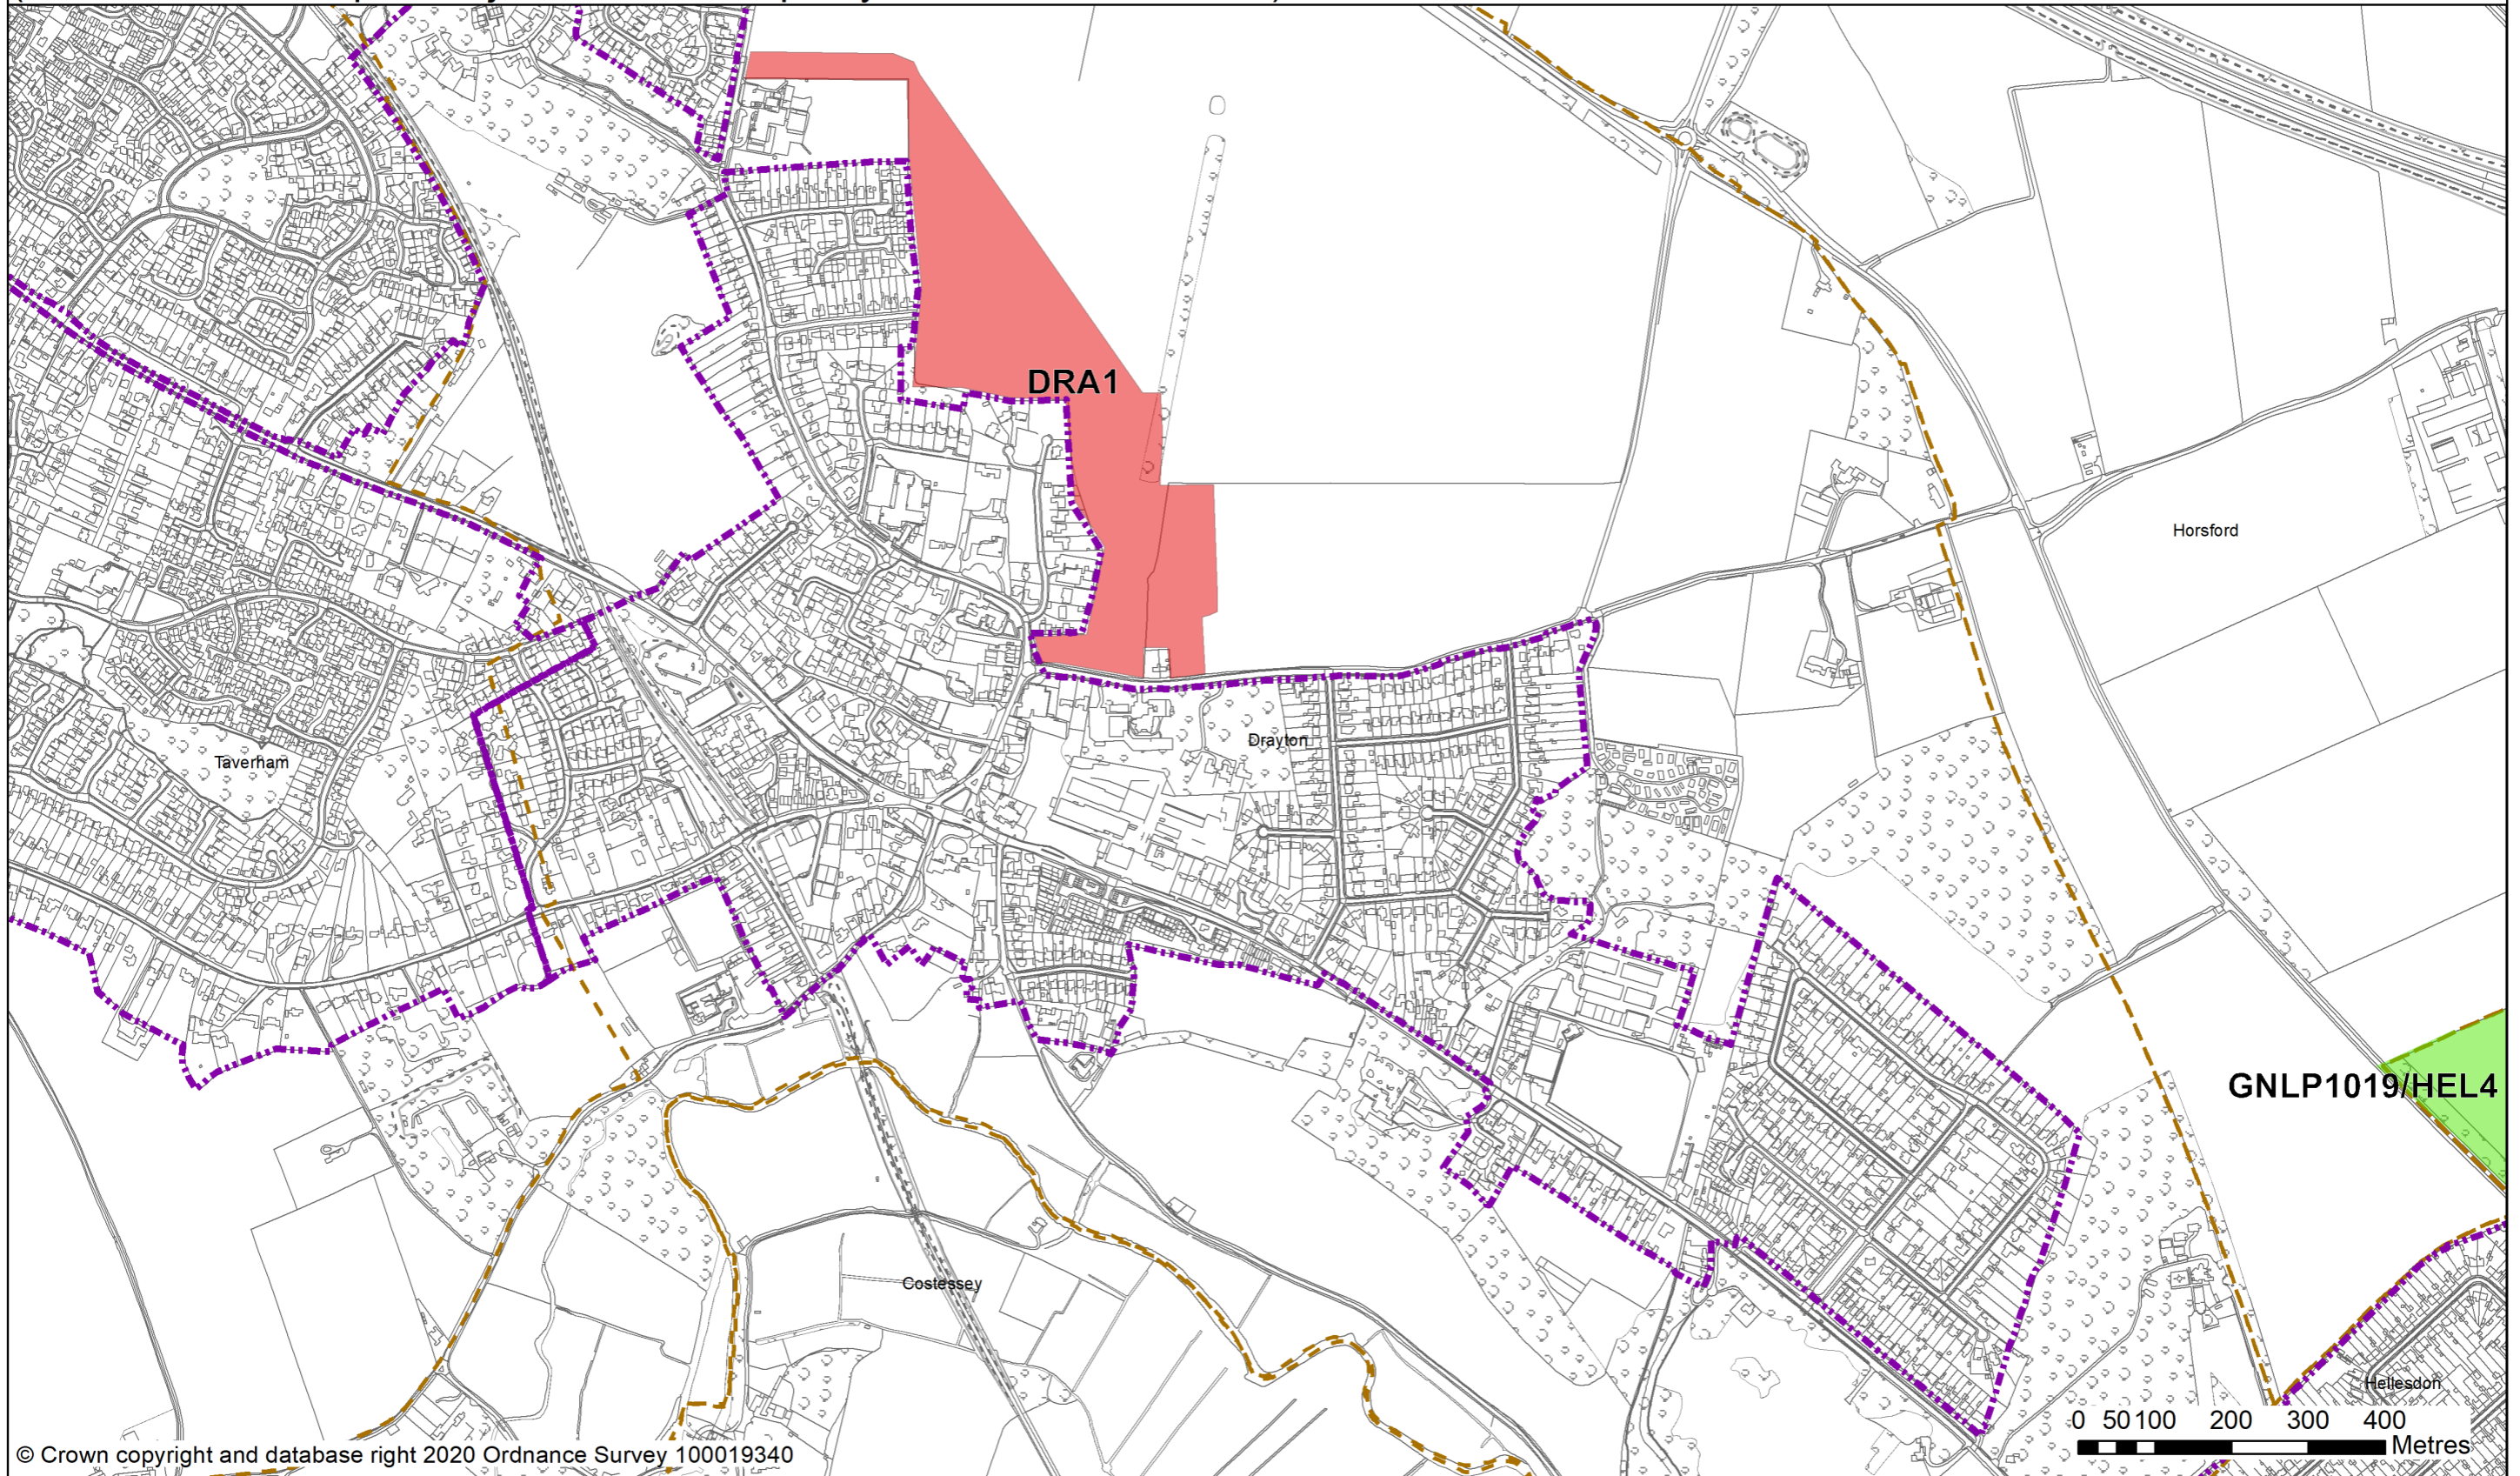 DRA1
Horsford
Drayton
Taverham
GNLP1019/HEL4
Costessey
Hellesdon
0 50 100 200 300 400
Metres
© Crown copyright and database right 2020 Ordnance Survey 100019340